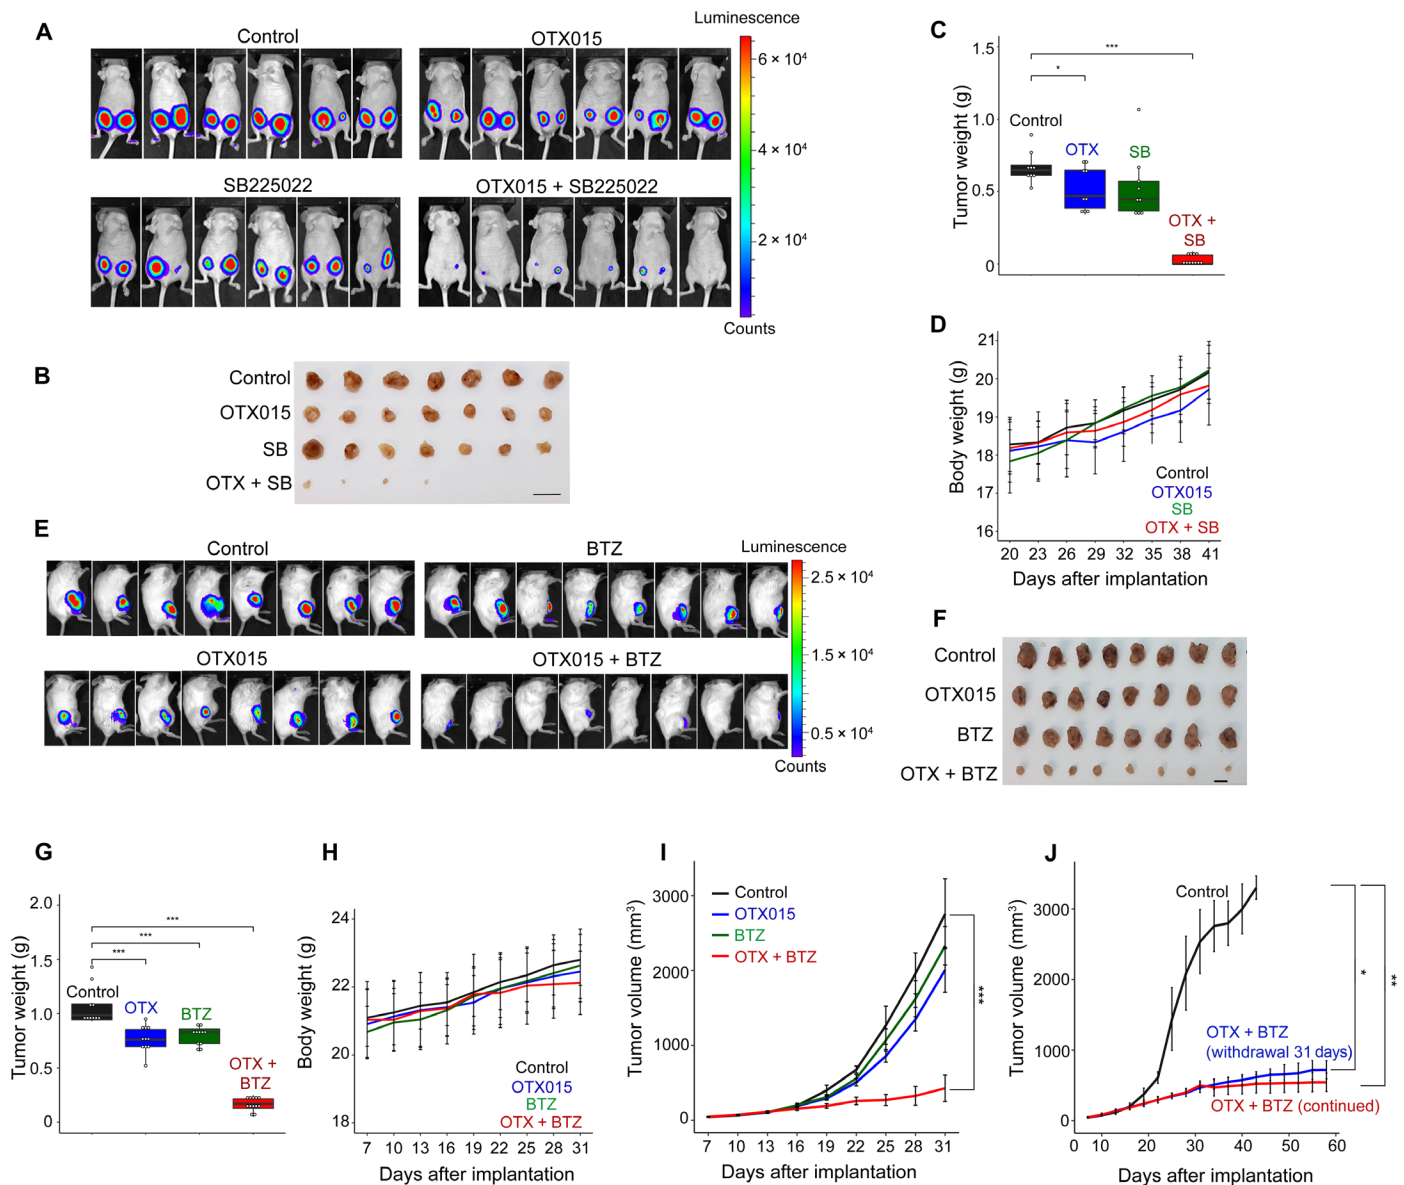 A
Control
OTX015
Luminescence
6 × 10⁴
4 × 10⁴
2 × 10⁴
Counts
SB225022
OTX015 + SB225022
B
Control
OTX015
SB
OTX + SB
C
Tumor weight (g)
1.5
1.0
0.5
0
***
*
Control
OTX
SB
OTX +
SB
D
Body weight (g)
21
20
19
18
17
16
Control
OTX015
SB
OTX + SB
20 23 26 29 32 35 38 41
Days after implantation
E
Control
BTZ
Luminescence
2.5 × 10⁴
1.5 × 10⁴
0.5 × 10⁴
Counts
OTX015
OTX015 + BTZ
F
Control
OTX015
BTZ
OTX + BTZ
G
Tumor weight (g)
2.0
1.5
1.0
0.5
0
***
***
***
Control
OTX
BTZ
OTX +
BTZ
H
Body weight (g)
24
22
20
18
Control
OTX015
BTZ
OTX + BTZ
7 10 13 16 19 22 25 28 31
Days after implantation
I
Tumor volume (mm³)
3000
2000
1000
0
Control
OTX015
BTZ
OTX + BTZ
***
7 10 13 16 19 22 25 28 31
Days after implantation
J
Tumor volume (mm³)
3000
2000
1000
0
Control
*
**
OTX + BTZ
(withdrawal 31 days)
OTX + BTZ (continued)
0 10 20 30 40 50 60
Days after implantation